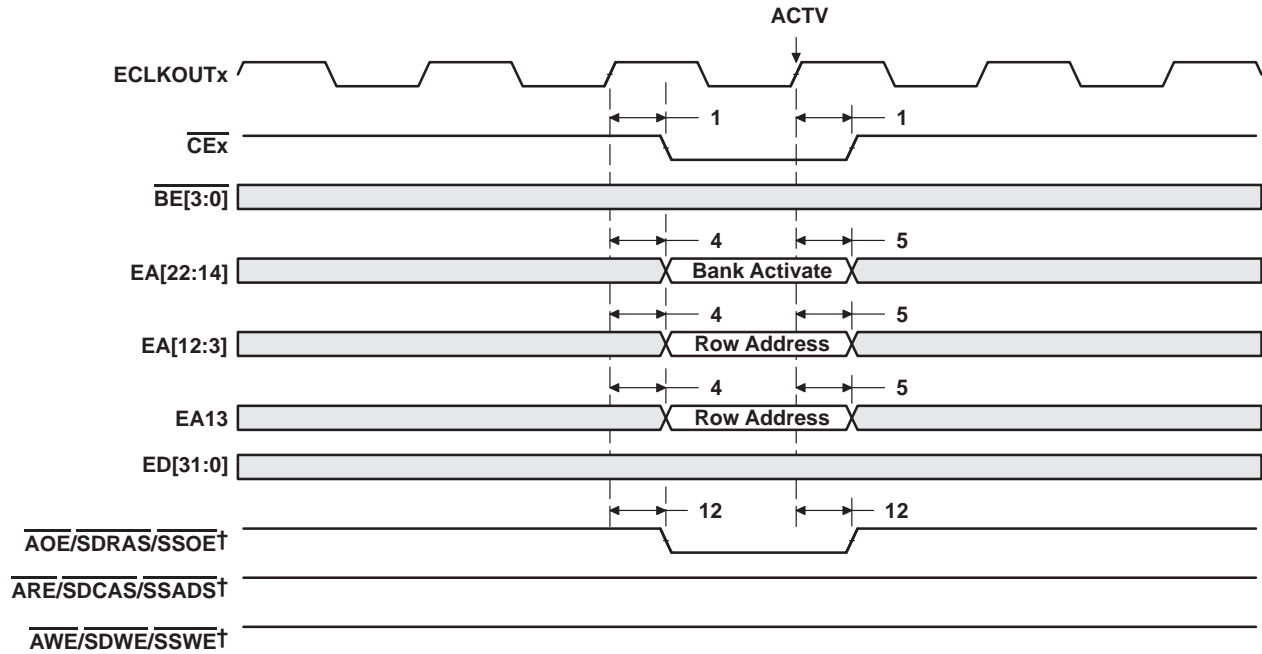 ACTV
ECLKOUTx
1 1
CEx
BE[3:0]
4 5
EA[22:14] Bank Activate
4 5
EA[12:3] Row Address
4 5
EA13 Row Address
ED[31:0]
12 12
AOE/SDRAS/SSOE†
ARE/SDCAS/SSADS†
AWE/SDWE/SSWE†